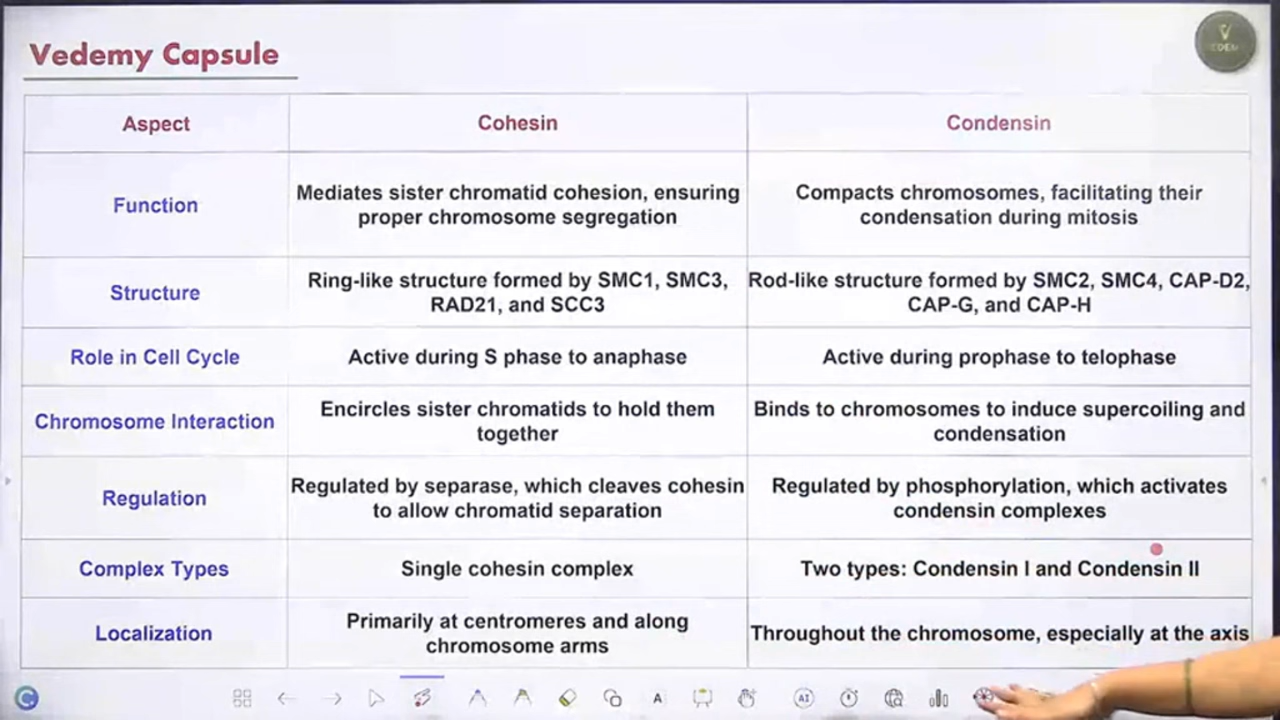 Vedemy Capsule
Aspect
Cohesin
Condensin
Function
Mediates sister chromatid cohesion, ensuring
proper chromosome segregation
Compacts chromosomes, facilitating their
condensation during mitosis
Structure
Ring-like structure formed by SMC1, SMC3,
RAD21, and SCC3
Rod-like structure formed by SMC2, SMC4, CAP-D2,
CAP-G, and CAP-H
Role in Cell Cycle
Active during S phase to anaphase
Active during prophase to telophase
Chromosome Interaction
Encircles sister chromatids to hold them
together
Binds to chromosomes to induce supercoiling and
condensation
Regulation
Regulated by separase, which cleaves cohesin
to allow chromatid separation
Regulated by phosphorylation, which activates
condensin complexes
Complex Types
Single cohesin complex
Two types: Condensin I and Condensin II
Localization
Primarily at centromeres and along
chromosome arms
Throughout the chromosome, especially at the axis
A
AI